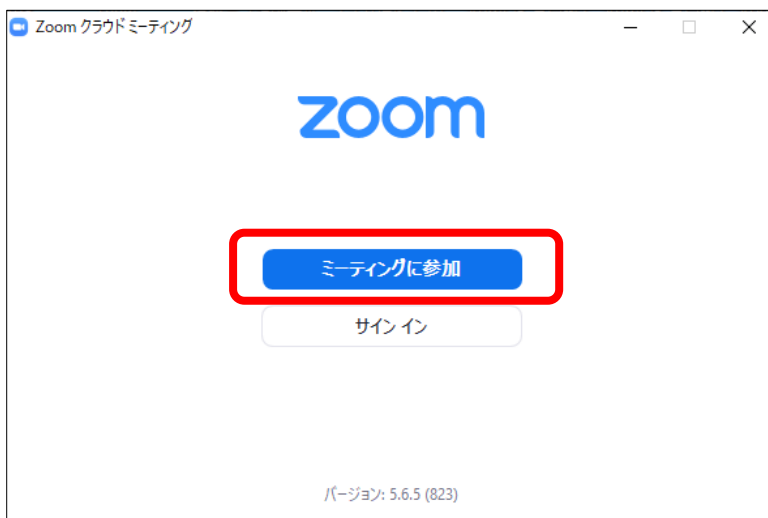 Zoom クラウド ミーティング
zoom
ミーティングに参加
サイン イン
バージョン: 5.6.5 (823)